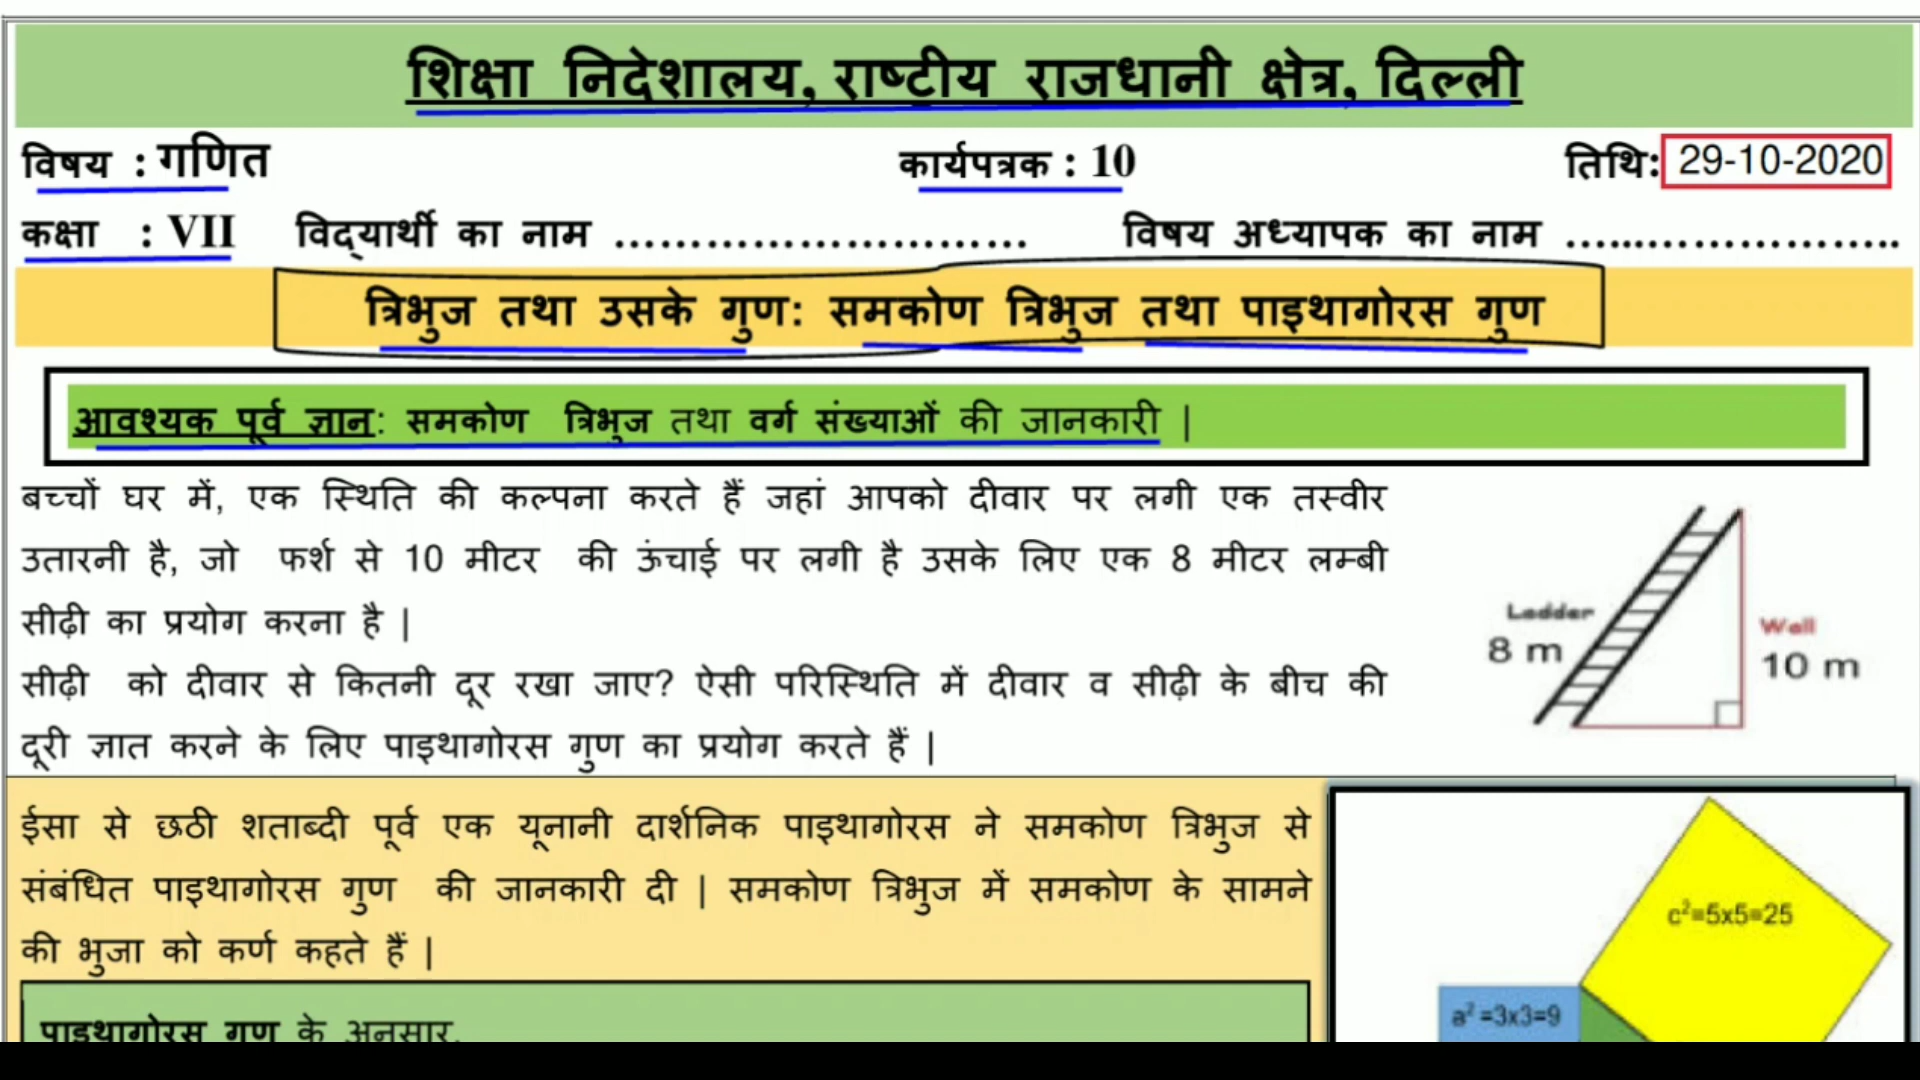 शिक्षा निदेशालय, राष्ट्रीय राजधानी क्षेत्र, दिल्ली
विषय : गणित कार्यपत्रक : 10 तिथि: 29-10-2020
कक्षा : VII विद्यार्थी का नाम ………………………… विषय अध्यापक का नाम …...………………..
त्रिभुज तथा उसके गुण: समकोण त्रिभुज तथा पाइथागोरस गुण
आवश्यक पूर्व ज्ञान: समकोण त्रिभुज तथा वर्ग संख्याओं की जानकारी |
बच्चों घर में, एक स्थिति की कल्पना करते हैं जहां आपको दीवार पर लगी एक तस्वीर
उतारनी है, जो फर्श से 10 मीटर की ऊंचाई पर लगी है उसके लिए एक 8 मीटर लम्बी
सीढ़ी का प्रयोग करना है |
सीढ़ी को दीवार से कितनी दूर रखा जाए? ऐसी परिस्थिति में दीवार व सीढ़ी के बीच की
दूरी ज्ञात करने के लिए पाइथागोरस गुण का प्रयोग करते हैं |
Ladder
8 m
Wall
10 m
ईसा से छठी शताब्दी पूर्व एक यूनानी दार्शनिक पाइथागोरस ने समकोण त्रिभुज से
संबंधित पाइथागोरस गुण की जानकारी दी | समकोण त्रिभुज में समकोण के सामने
की भुजा को कर्ण कहते हैं |
पाइथागोरस गुण के अनुसार,
c²=5x5=25
a²=3x3=9